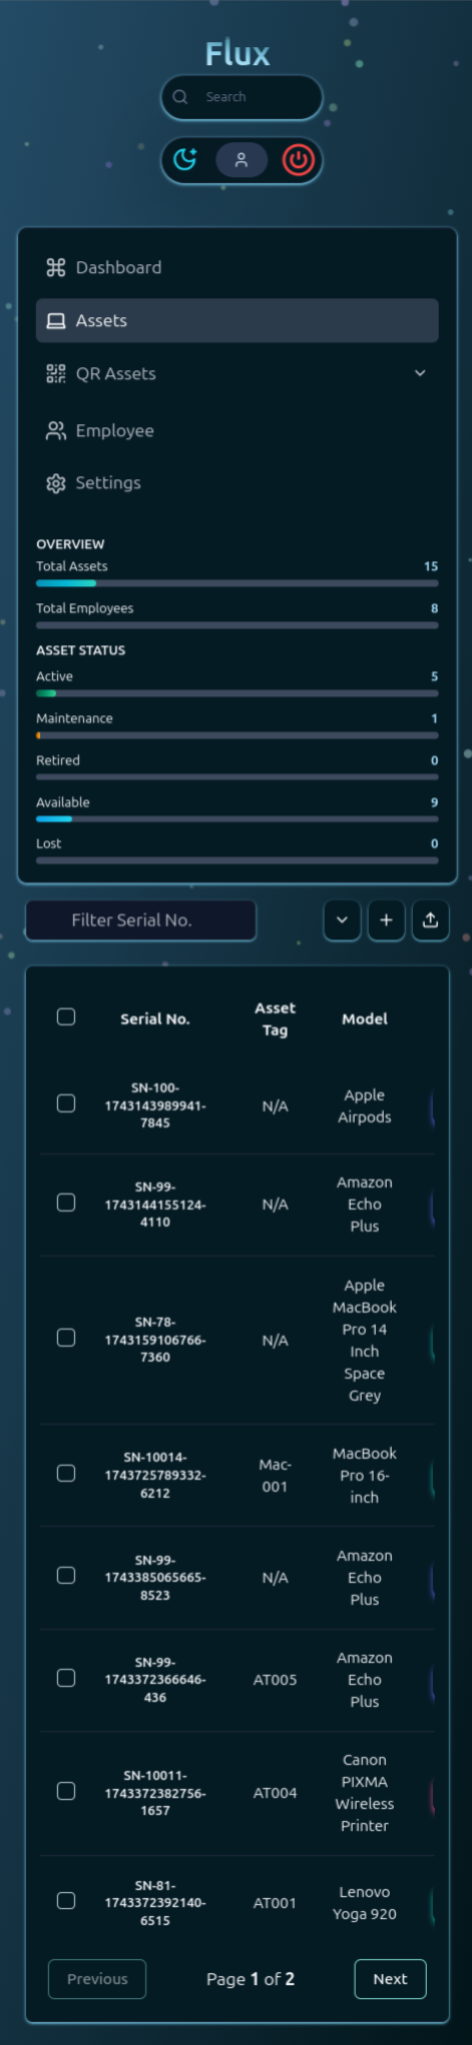 Flux
Search
Dashboard
Assets
QR Assets
Employee
Settings
OVERVIEW
Total Assets 15
Total Employees 8
ASSET STATUS
Active 5
Maintenance 1
Retired 0
Available 9
Lost 0
Filter Serial No.
Serial No. Asset Tag Model
SN-100-
1743143989941-
7845
N/A
Apple
Airpods
SN-99-
1743144155124-
4110
N/A
Amazon
Echo
Plus
SN-78-
1743159106766-
7360
N/A
Apple
MacBook
Pro 14
Inch
Space
Grey
SN-10014-
1743725789332-
6212
Mac-
001
MacBook
Pro 16-
inch
SN-99-
1743385065665-
8523
N/A
Amazon
Echo
Plus
SN-99-
1743372366646-
436
AT005
Amazon
Echo
Plus
SN-10011-
1743372382756-
1657
AT004
Canon
PIXMA
Wireless
Printer
SN-81-
1743372392140-
6515
AT001
Lenovo
Yoga 920
Previous Page 1 of 2 Next